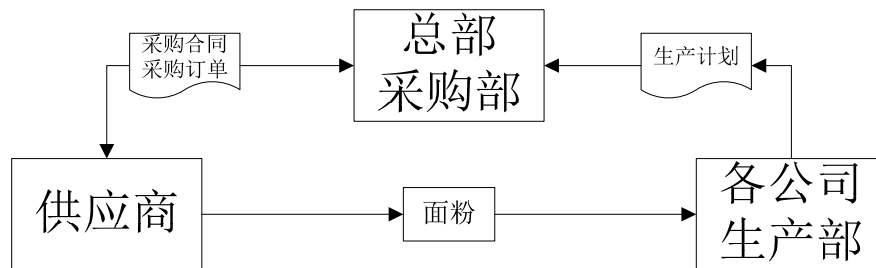 采购合同
采购订单
总部
采购部
生产计划
供应商
面粉
各公司
生产部